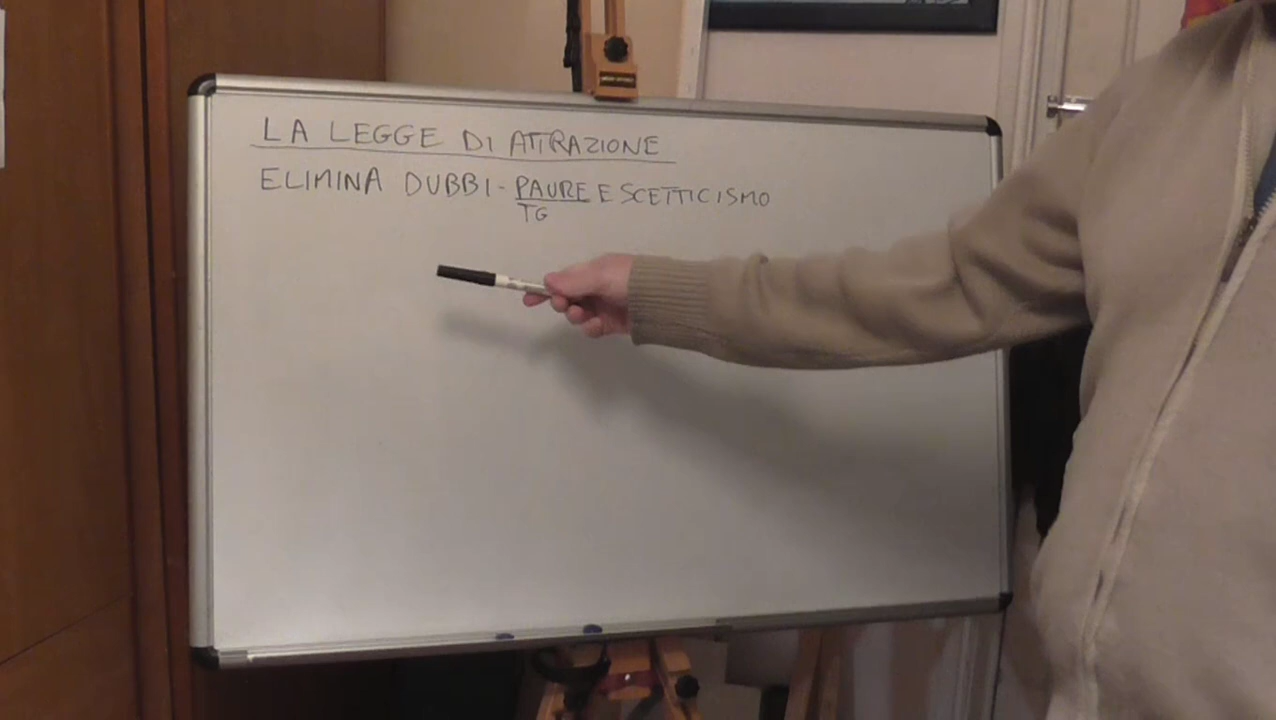 LA LEGGE DI ATTRAZIONE
ELIMINA DUBBI - PAURE E SCETTICISMO
TG